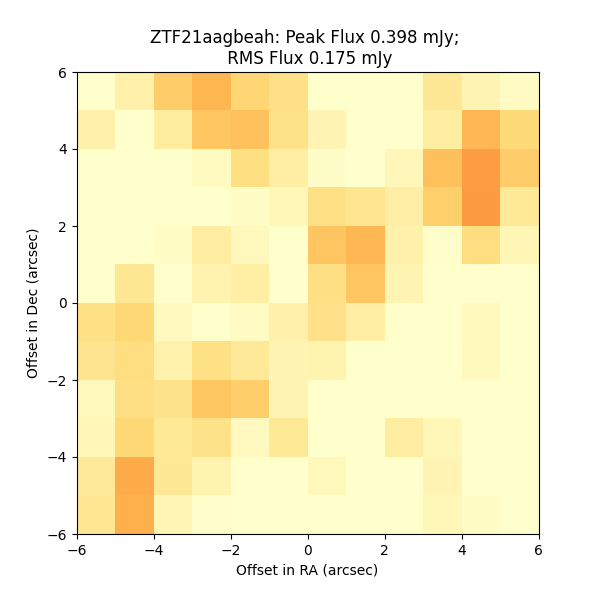 ZTF21aagbeah: Peak Flux 0.398 mJy;
RMS Flux 0.175 mJy
6
4
2
0
−2
−4
−6
Offset in Dec (arcsec)
−6 −4 −2 0 2 4 6
Offset in RA (arcsec)